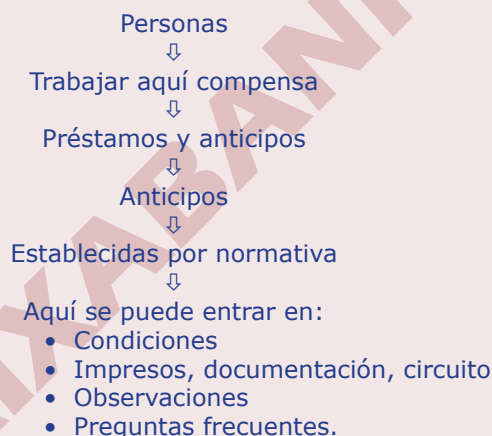 Personas
⇩
Trabajar aquí compensa
⇩
Préstamos y anticipos
⇩
Anticipos
⇩
Establecidas por normativa
⇩
Aquí se puede entrar en:
• Condiciones
• Impresos, documentación, circuito
• Observaciones
• Preguntas frecuentes.